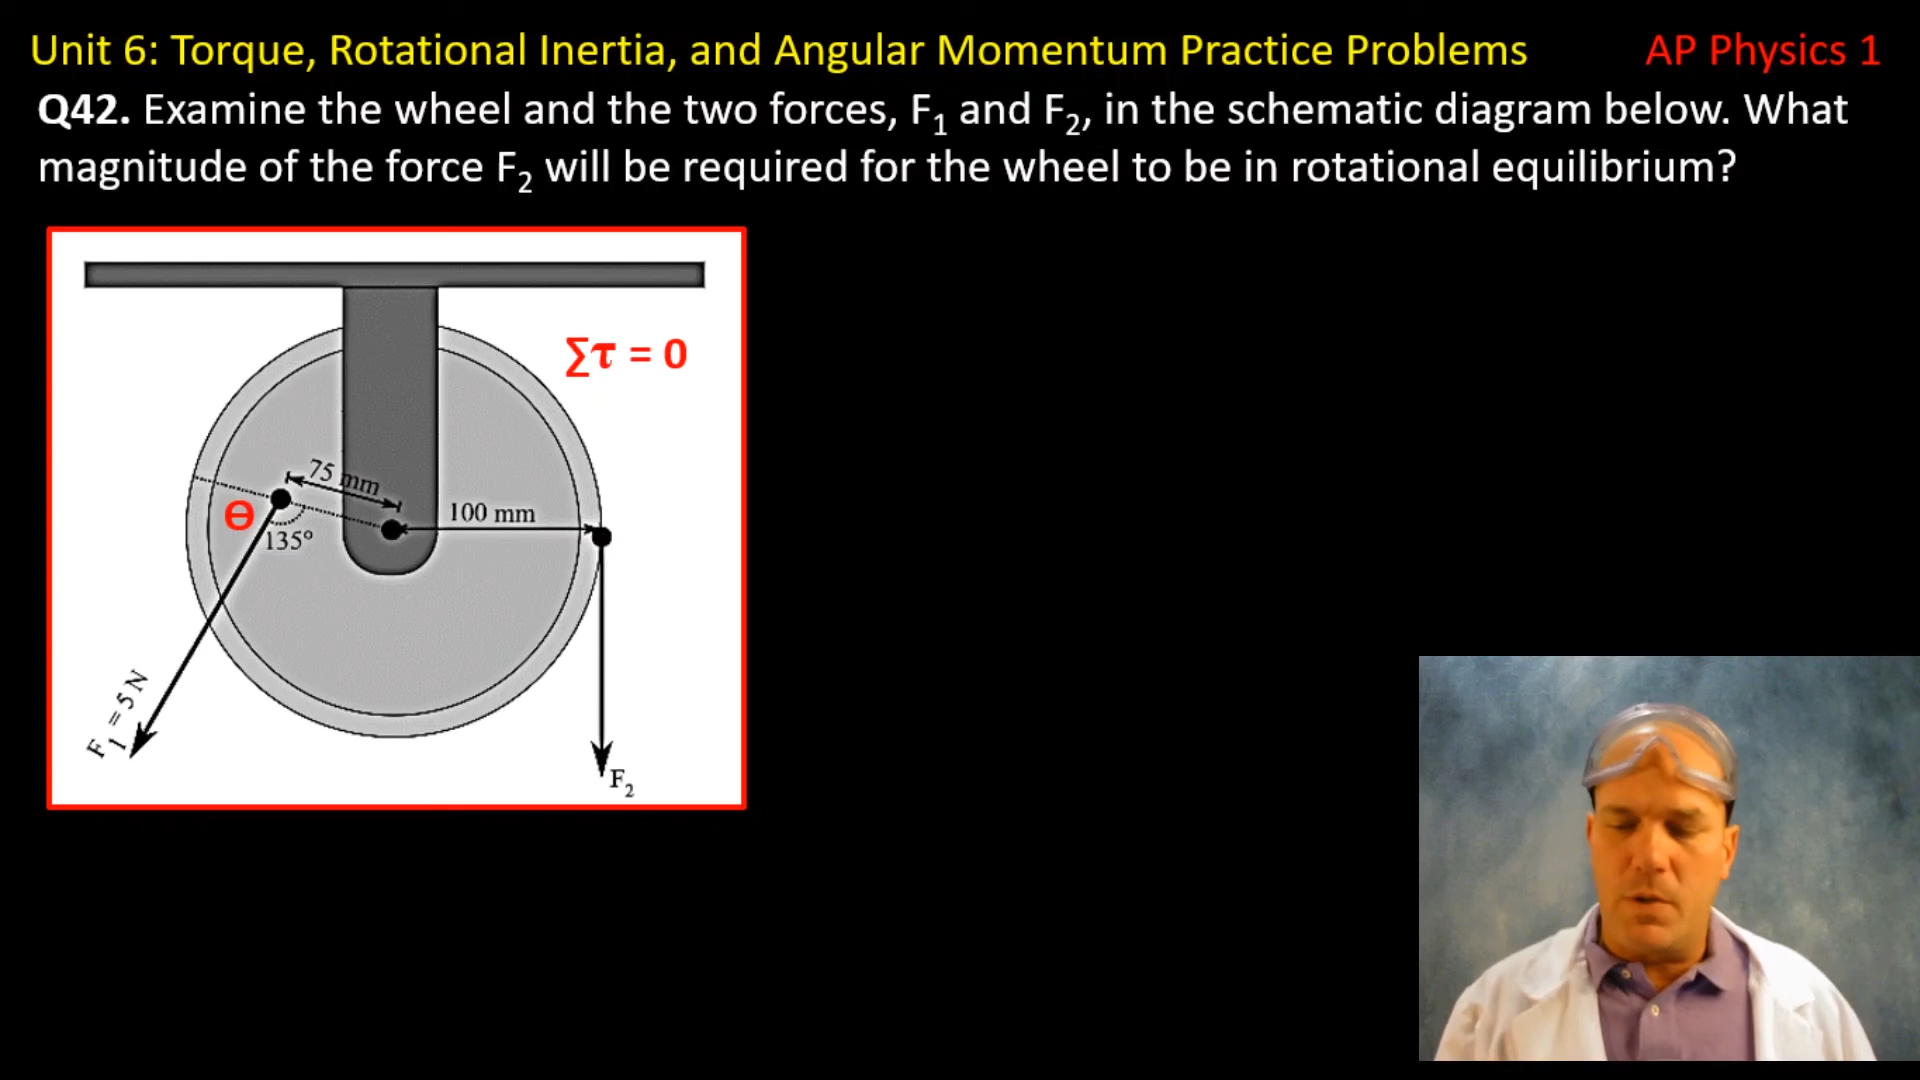 Unit 6: Torque, Rotational Inertia, and Angular Momentum Practice Problems AP Physics 1
Q42. Examine the wheel and the two forces, F₁ and F₂, in the schematic diagram below. What
magnitude of the force F₂ will be required for the wheel to be in rotational equilibrium?
∑τ = 0
75 mm
100 mm
Θ
135º
F₁ = 5 N
F₂